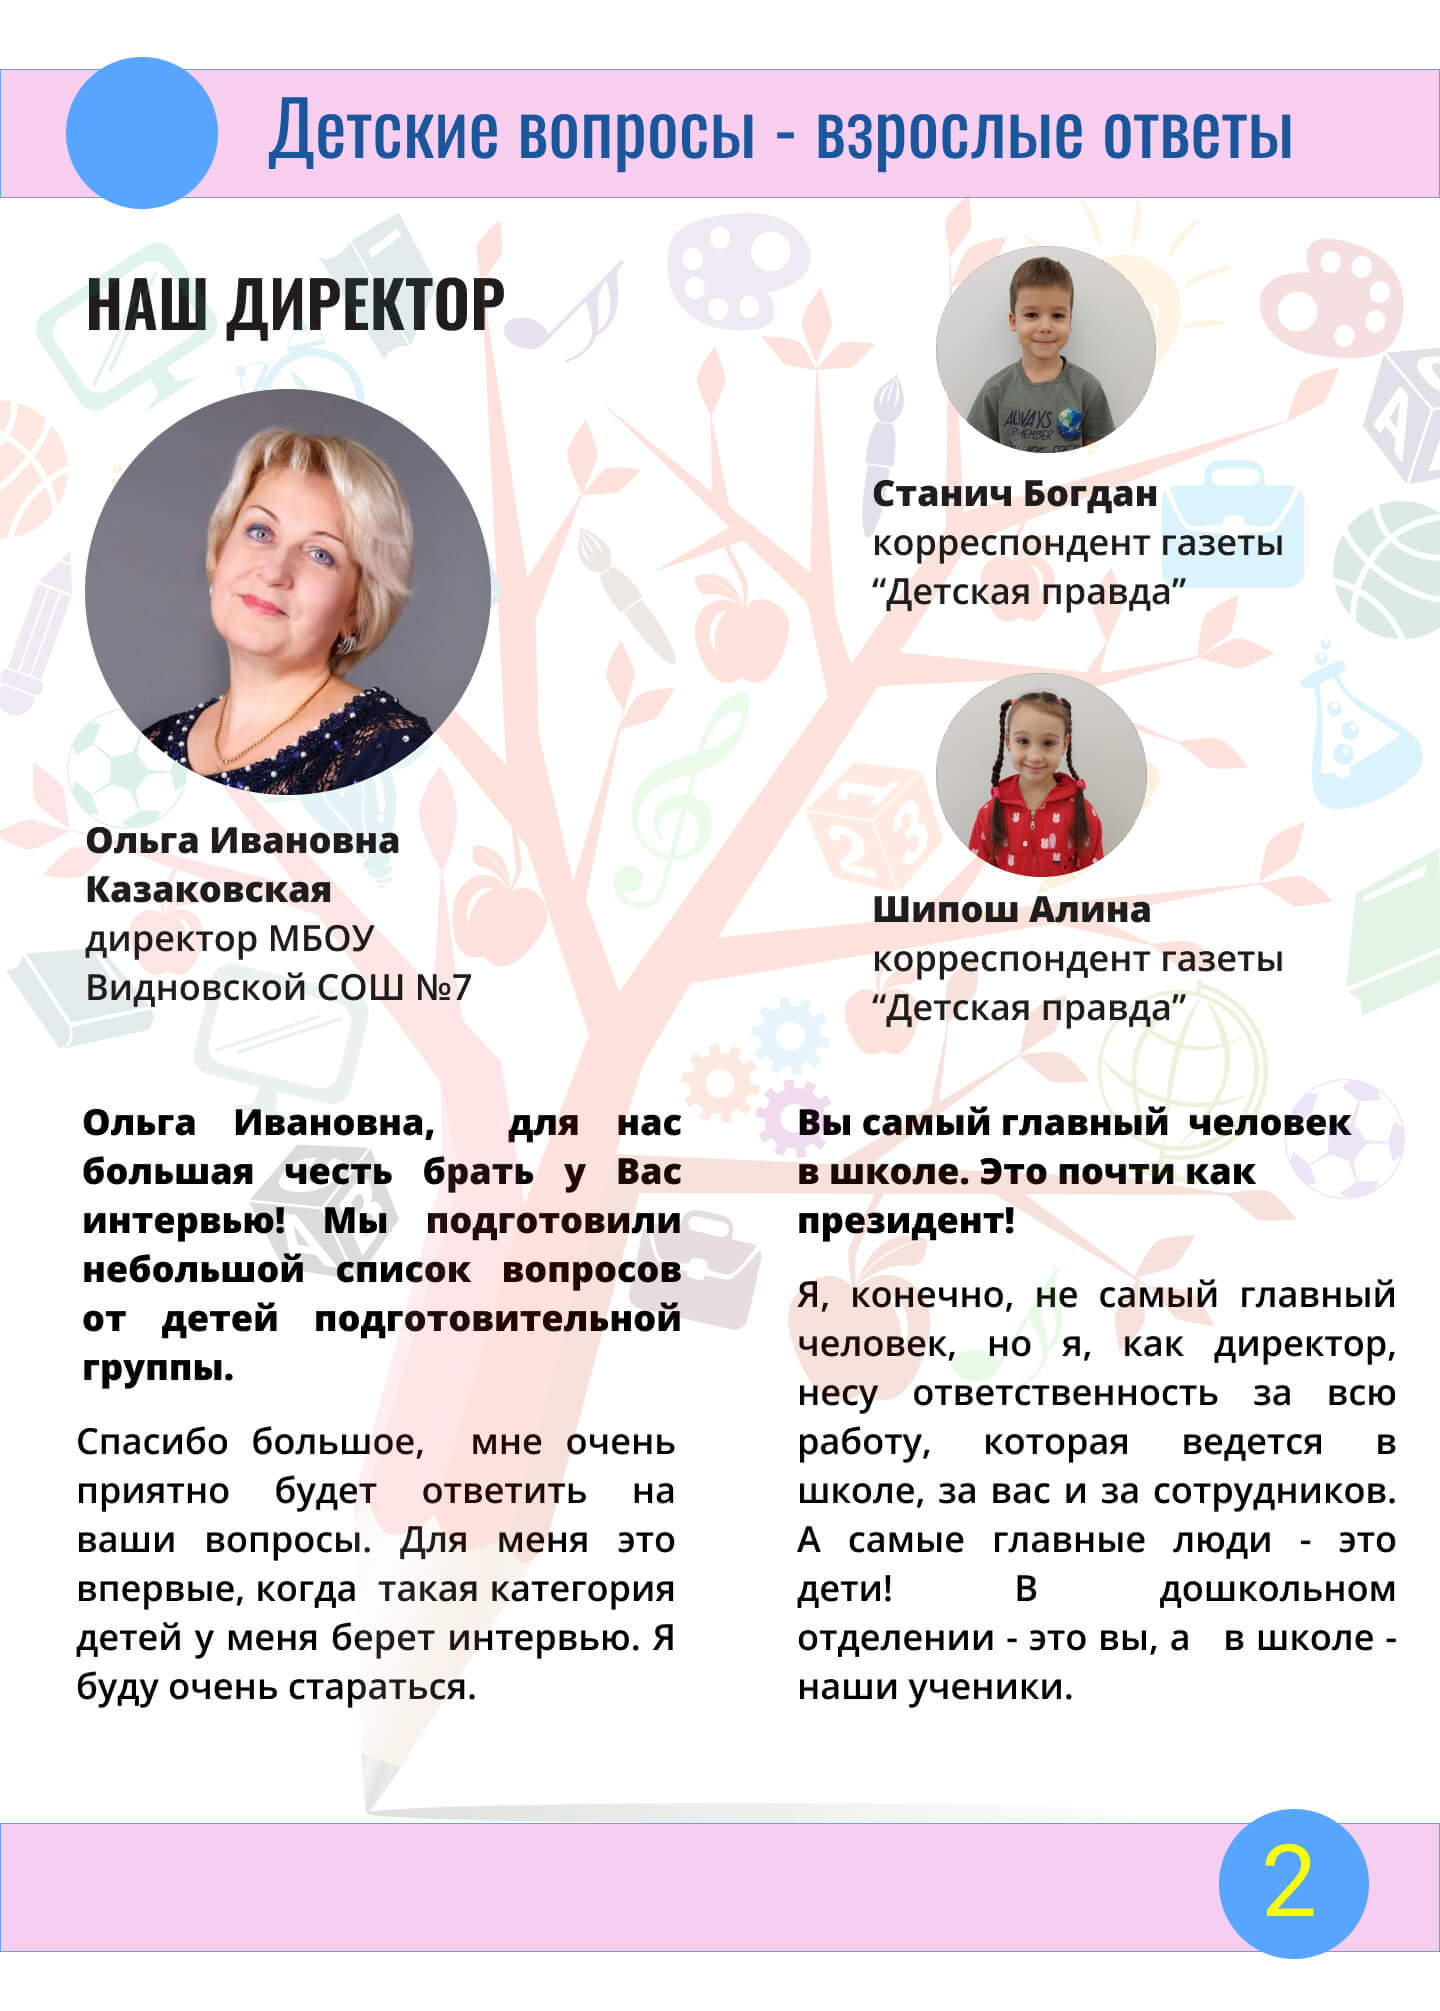 Детские вопросы - взрослые ответы
НАШ ДИРЕКТОР
Ольга Ивановна
Казаковская
директор МБОУ
Видновской СОШ №7
ALWAYS
REMEMBER
Станич Богдан
корреспондент газеты
“Детская правда”
Шипош Алина
корреспондент газеты
“Детская правда”
Ольга Ивановна, для нас
большая честь брать у Вас
интервью! Мы подготовили
небольшой список вопросов
от детей подготовительной
группы.
Спасибо большое, мне очень
приятно будет ответить на
ваши вопросы. Для меня это
впервые, когда такая категория
детей у меня берет интервью. Я
буду очень стараться.
Вы самый главный человек
в школе. Это почти как
президент!
Я, конечно, не самый главный
человек, но я, как директор,
несу ответственность за всю
работу, которая ведется в
школе, за вас и за сотрудников.
А самые главные люди - это
дети! В дошкольном
отделении - это вы, а в школе -
наши ученики.
2